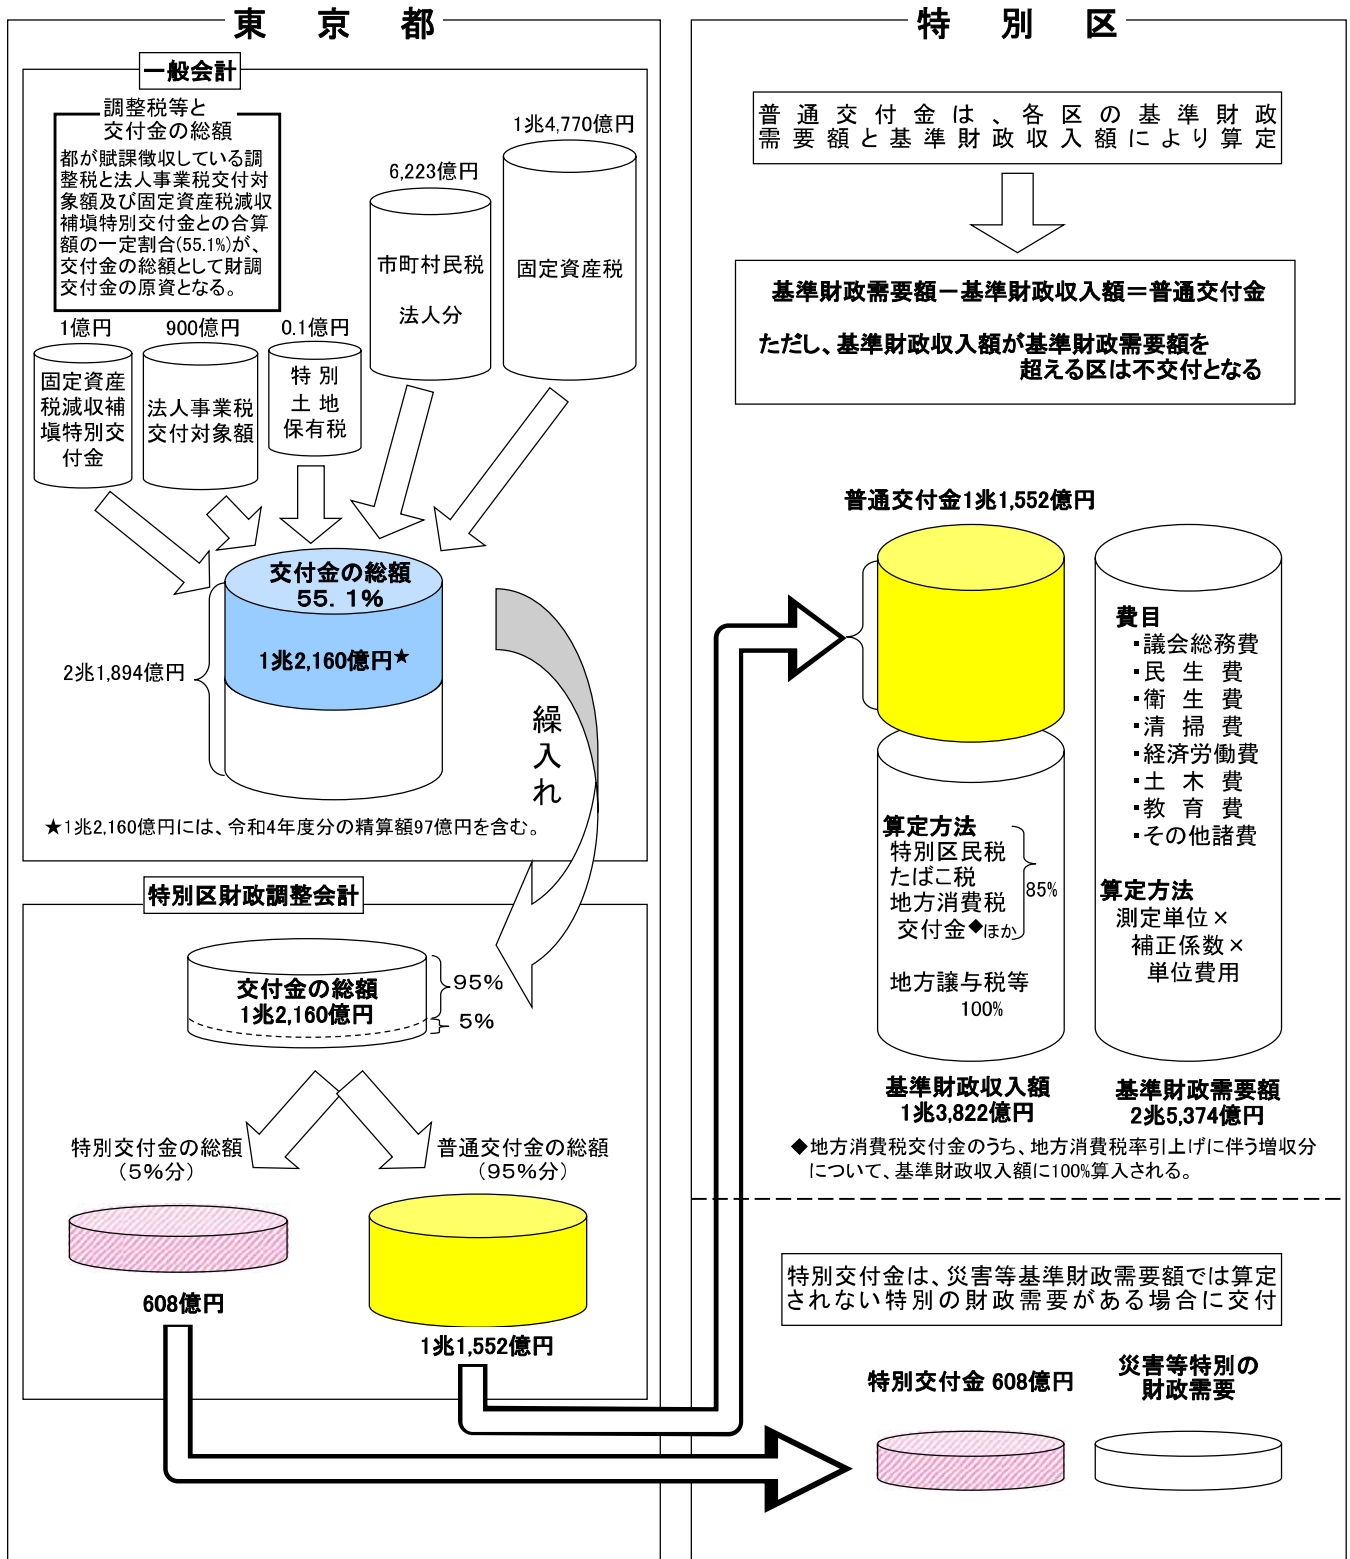 東京都
一般会計
調整税等と
交付金の総額
都が賦課徴収している調
整税と法人事業税交付対
象額及び固定資産税減収
補塡特別交付金との合算
額の一定割合(55.1%)が、
交付金の総額として財調
交付金の原資となる。
1億円
固定資産
税減収補
塡特別交
付金
900億円
法人事業税
交付対象額
0.1億円
特別
土地
保有税
6,223億円
市町村民税
法人分
1兆4,770億円
固定資産税
交付金の総額
55.1%
1兆2,160億円★
2兆1,894億円
繰入れ
★1兆2,160億円には、令和4年度分の精算額97億円を含む。
特別区財政調整会計
交付金の総額
1兆2,160億円
95%
5%
特別交付金の総額
(5%分)
608億円
普通交付金の総額
(95%分)
1兆1,552億円
特別区
普通交付金は、各区の基準財政
需要額と基準財政収入額により算定
基準財政需要額－基準財政収入額＝普通交付金
ただし、基準財政収入額が基準財政需要額を
超える区は不交付となる
普通交付金1兆1,552億円
算定方法
特別区民税
たばこ税
地方消費税
交付金◆ほか
85%
地方譲与税等
100%
基準財政収入額
1兆3,822億円
費目
・議会総務費
・民生費
・衛生費
・清掃費
・経済労働費
・土木費
・教育費
・その他諸費
算定方法
測定単位×
補正係数×
単位費用
基準財政需要額
2兆5,374億円
◆地方消費税交付金のうち、地方消費税率引上げに伴う増収分
について、基準財政収入額に100%算入される。
特別交付金は、災害等基準財政需要額では算定
されない特別の財政需要がある場合に交付
特別交付金 608億円
災害等特別の
財政需要